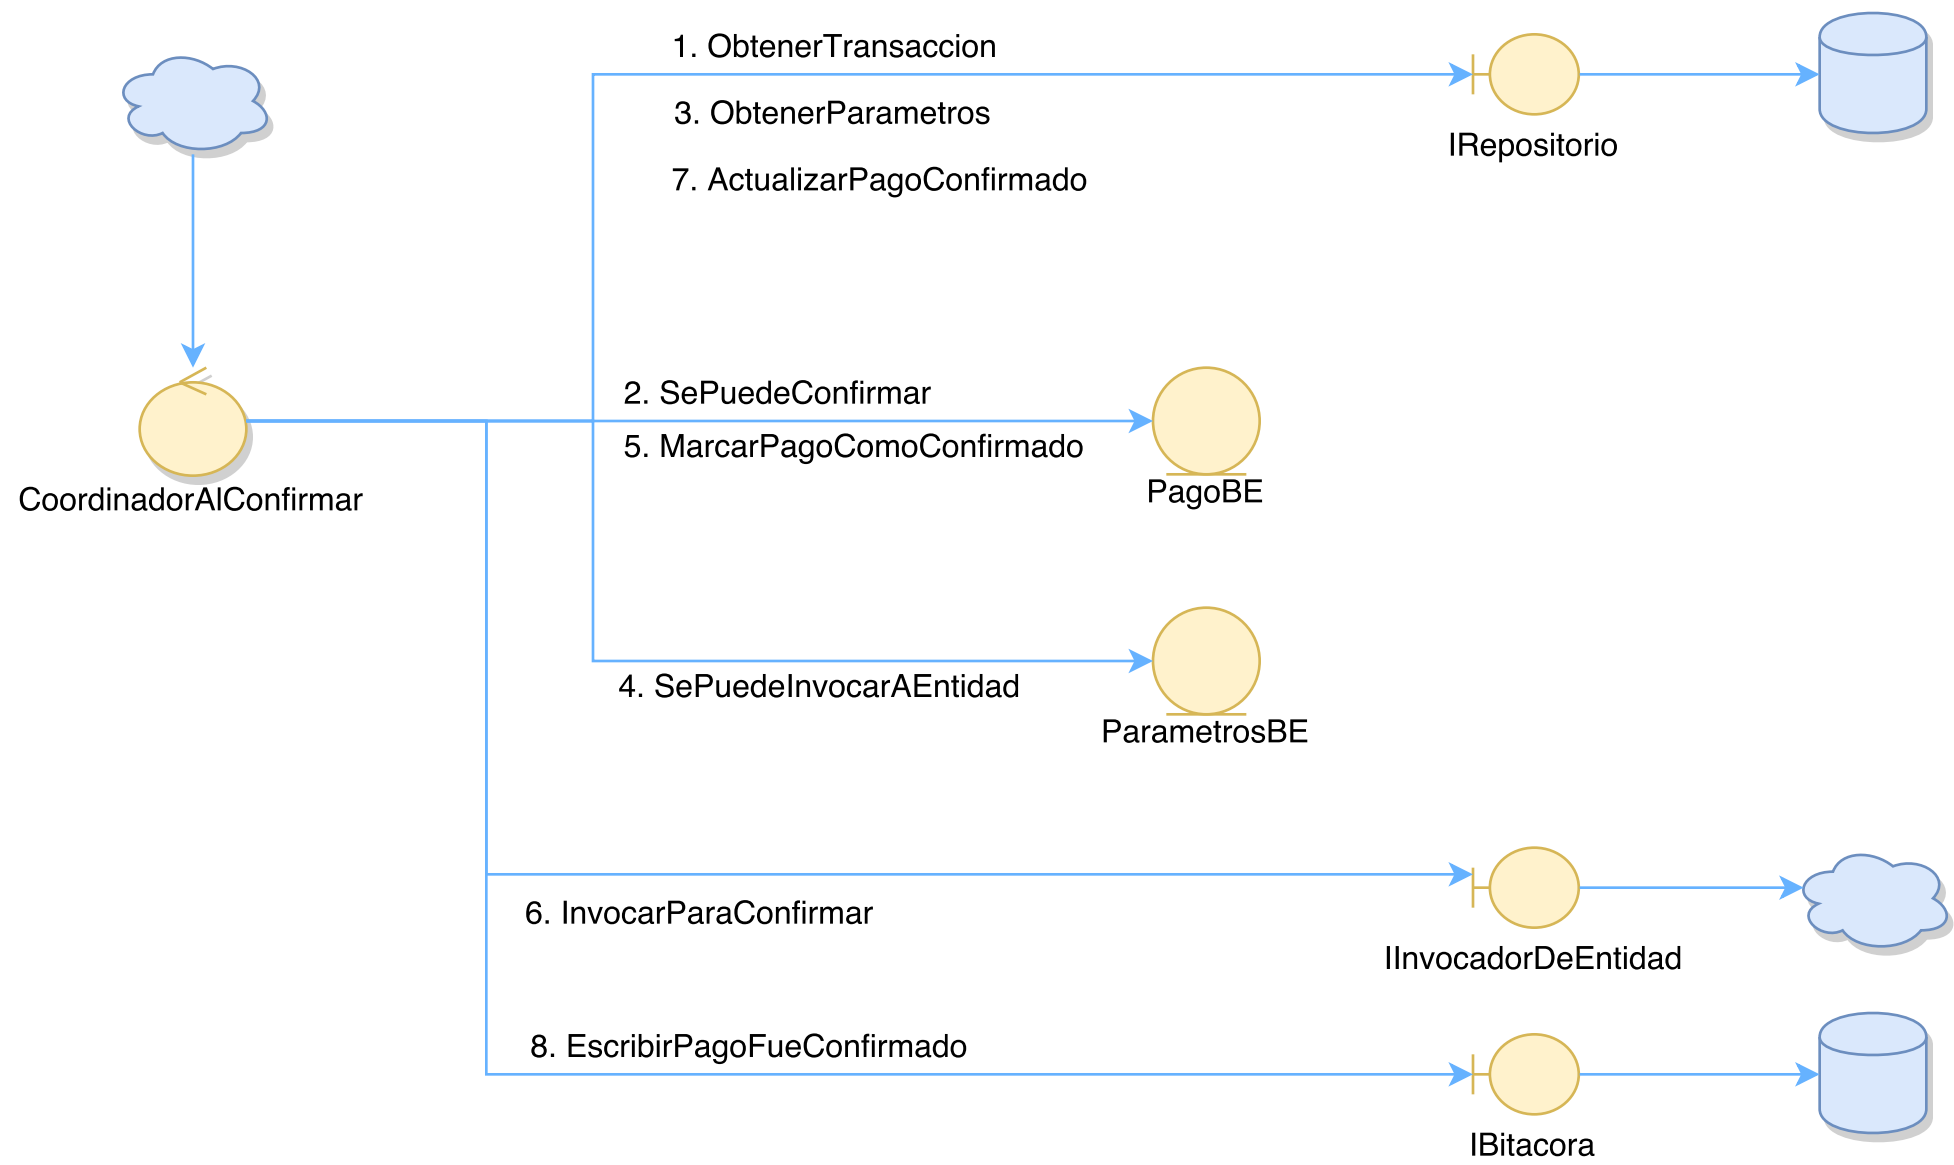 1. ObtenerTransaccion
3. ObtenerParametros
IRepositorio
7. ActualizarPagoConfirmado
2. SePuedeConfirmar
5. MarcarPagoComoConfirmado
PagoBE
CoordinadorAlConfirmar
4. SePuedeInvocarAEntidad
ParametrosBE
6. InvocarParaConfirmar
IInvocadorDeEntidad
8. EscribirPagoFueConfirmado
IBitacora